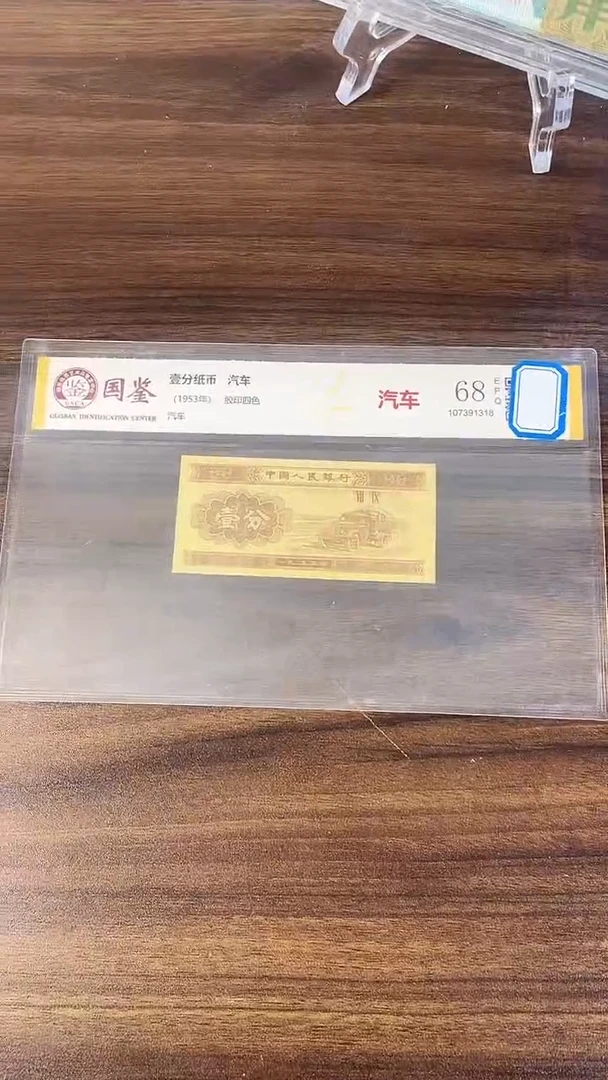 国鉴
GLOBAN IDENTIFICATION CENTER
壹分纸币 汽车
(1953年) 胶印四色
汽车
汽车
68
EPQ
107391318
中国人民银行
壹分